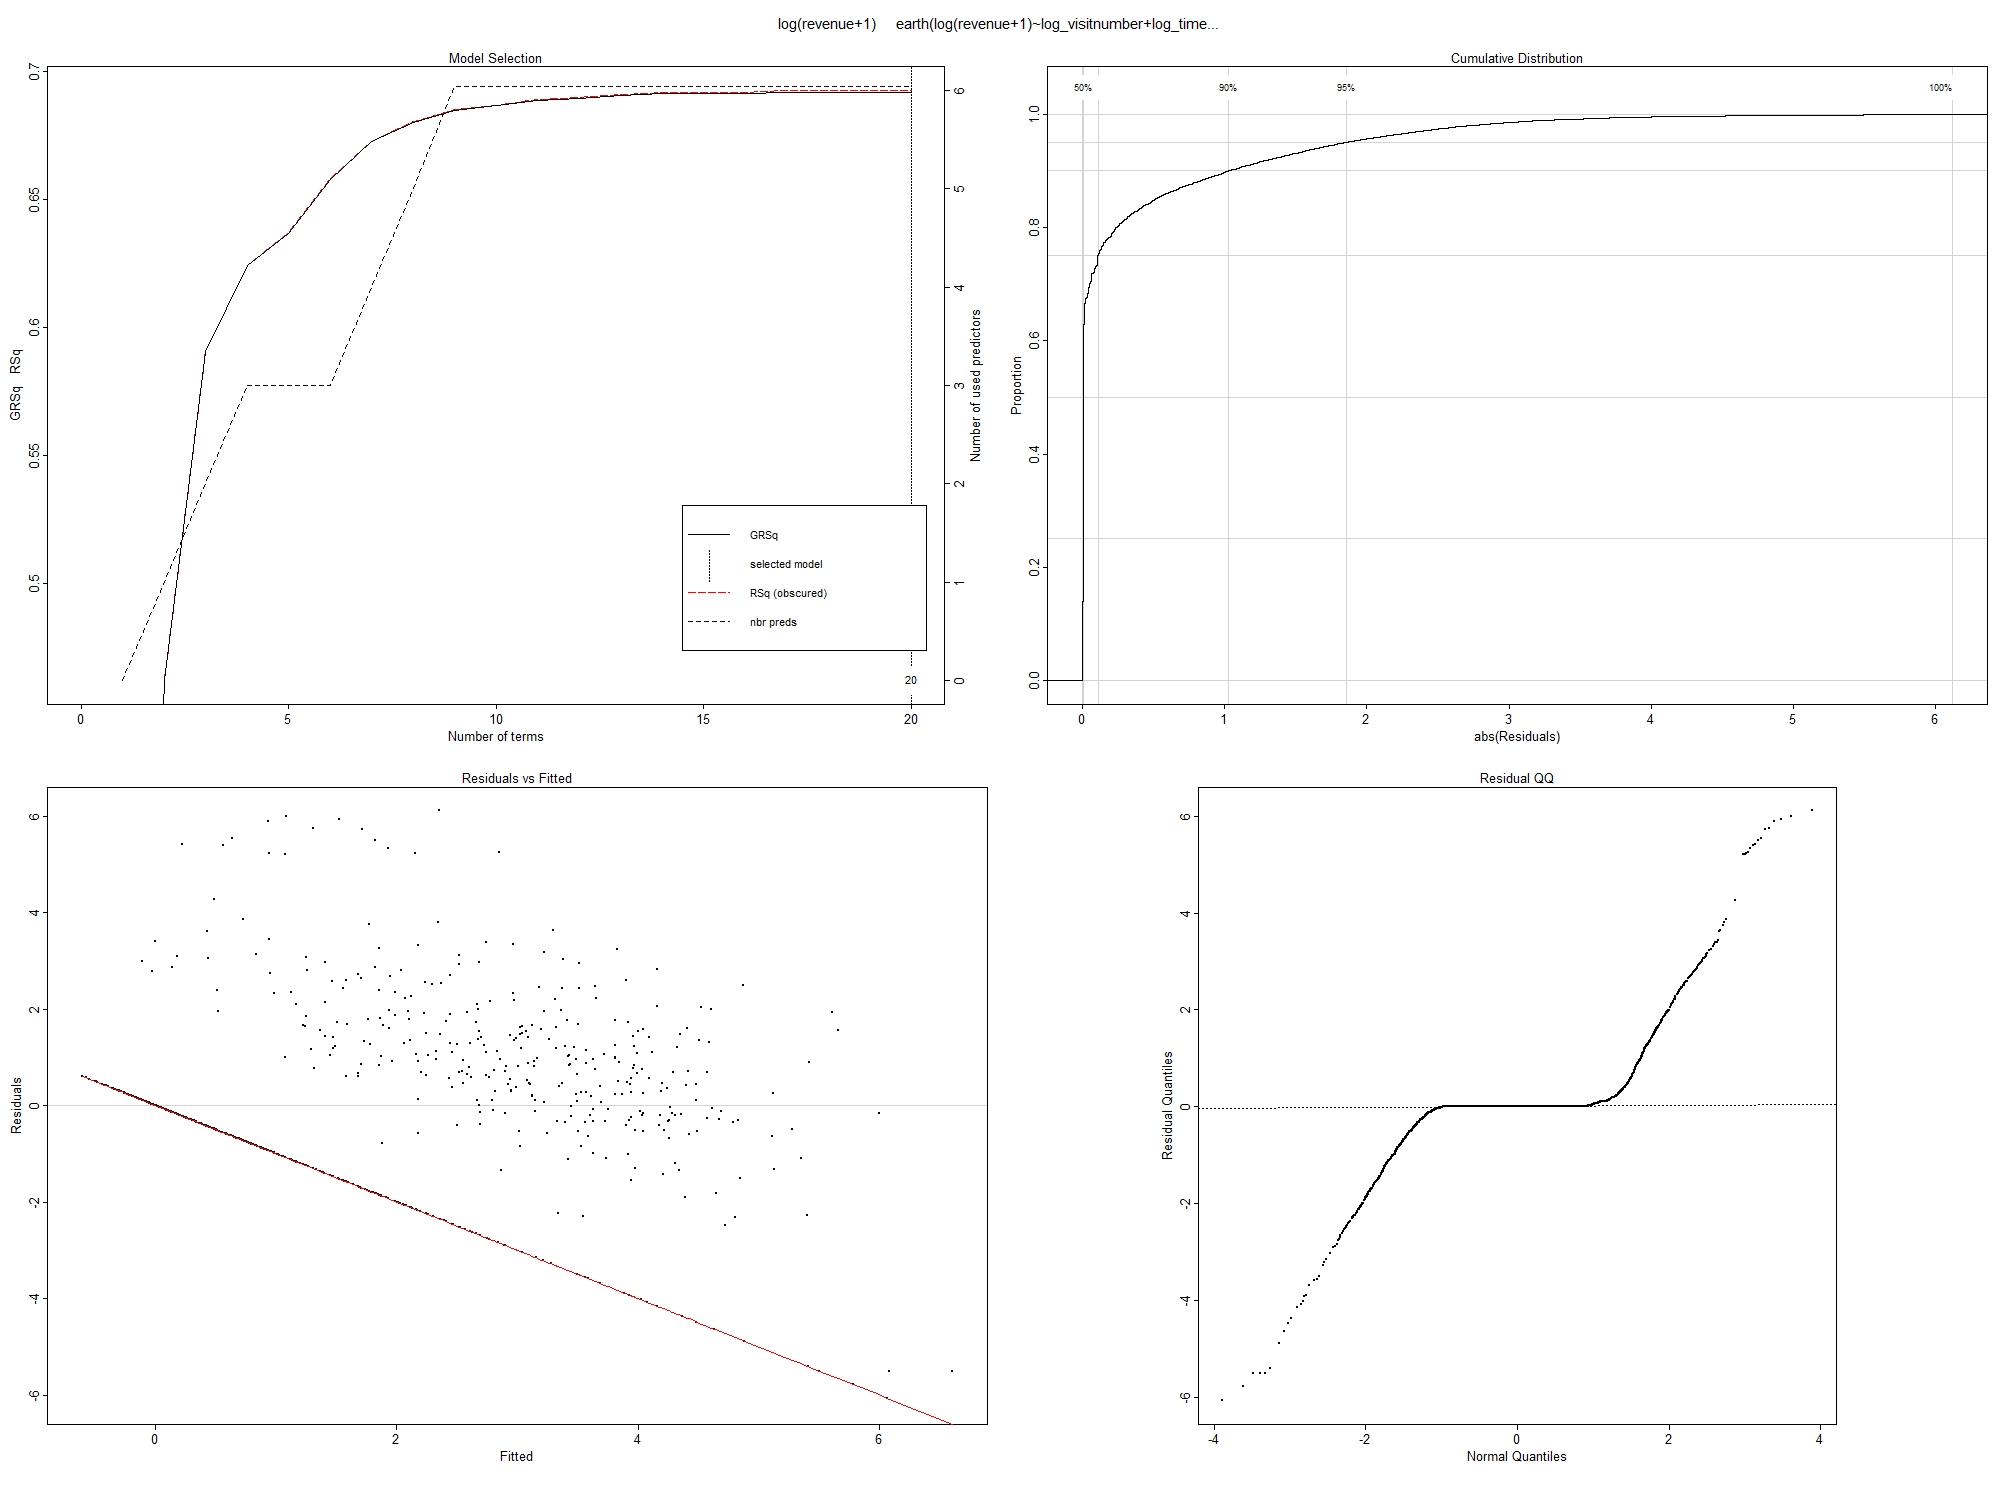 log(revenue+1) earth(log(revenue+1)~log_visitnumber+log_time...
Model Selection
0.7
0.65
0.6
0.55
0.5
GRSq RSq
6
5
4
3
2
1
0
Number of used predictors
GRSq
selected model
RSq (obscured)
nbr preds
20
0 5 10 15 20
Number of terms
Cumulative Distribution
50% 90% 95% 100%
1.0
0.8
0.6
0.4
0.2
0.0
Proportion
0 1 2 3 4 5 6
abs(Residuals)
Residuals vs Fitted
6
4
2
0
-2
-4
-6
Residuals
0 2 4 6
Fitted
Residual QQ
6
4
2
0
-2
-4
-6
Residual Quantiles
-4 -2 0 2 4
Normal Quantiles